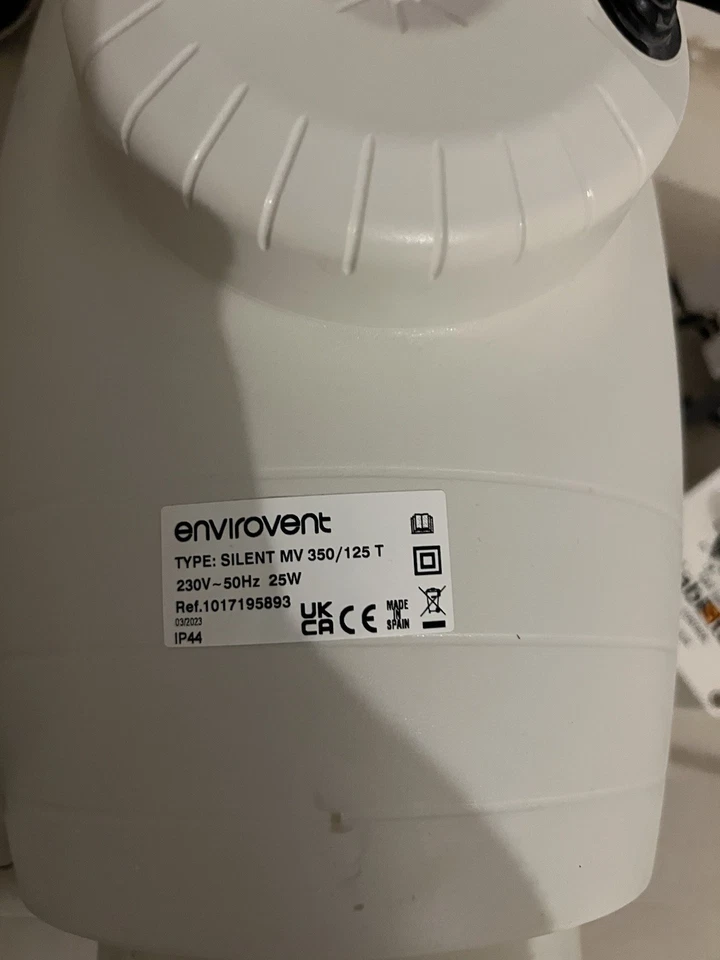 envirovent
TYPE: SILENT MV 350/125 T
230V~50Hz 25W
Ref.1017195893
03/2023
IP44
UK
CA
CE
MADE
IN
SPAIN